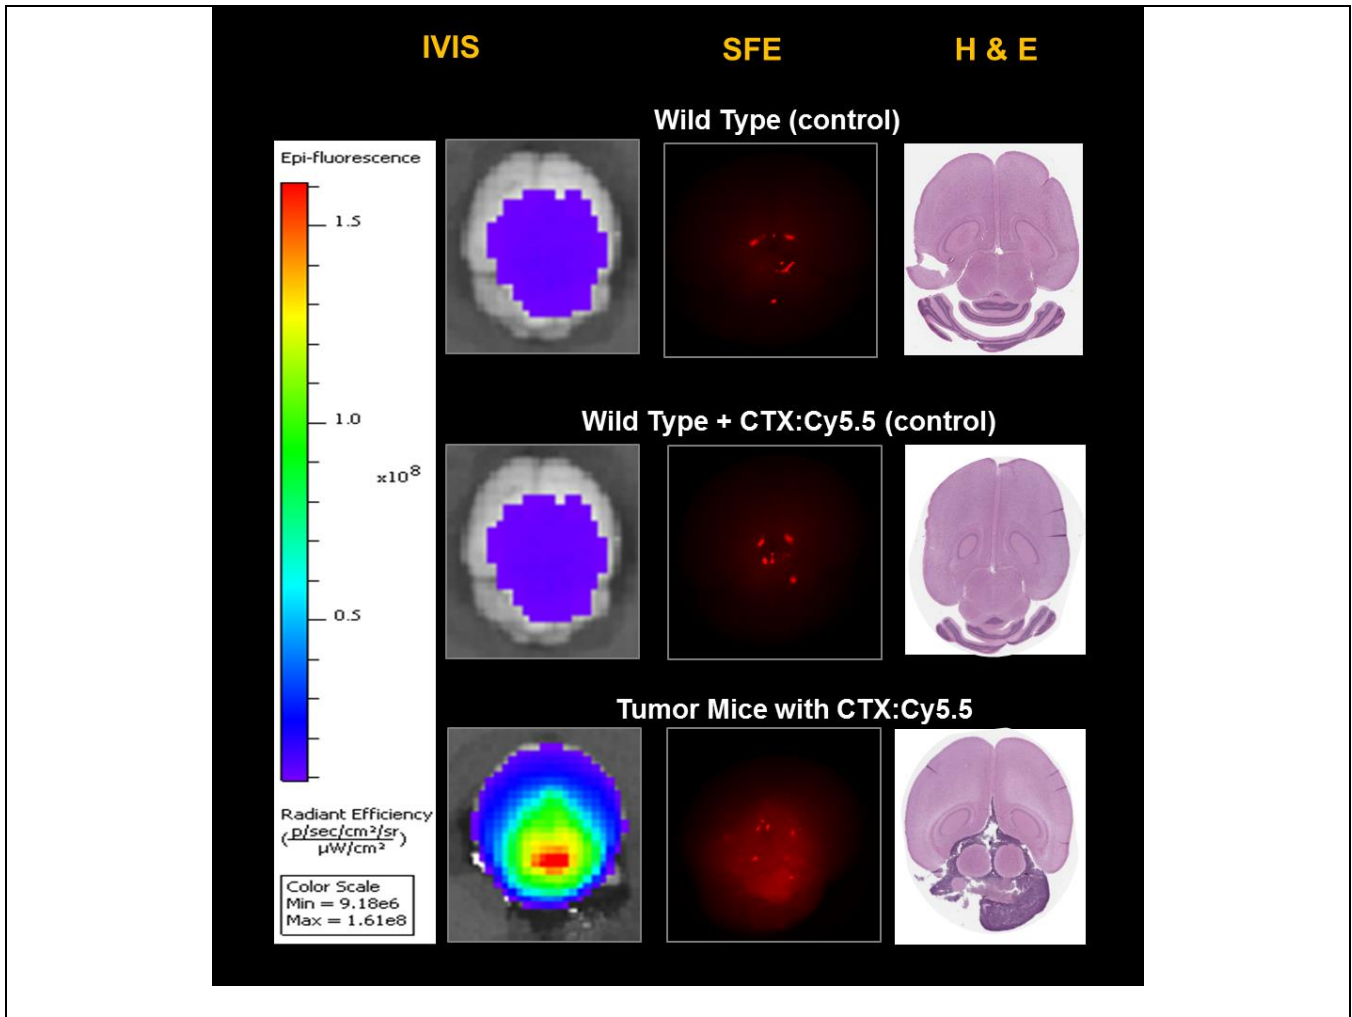 IVIS
SFE
H & E
Wild Type (control)
Epi-fluorescence
1.5
1.0
x10⁸
0.5
Radiant Efficiency
(p/sec/cm²/sr / µW/cm²)
Color Scale
Min = 9.18e6
Max = 1.61e8
Wild Type + CTX:Cy5.5 (control)
Tumor Mice with CTX:Cy5.5